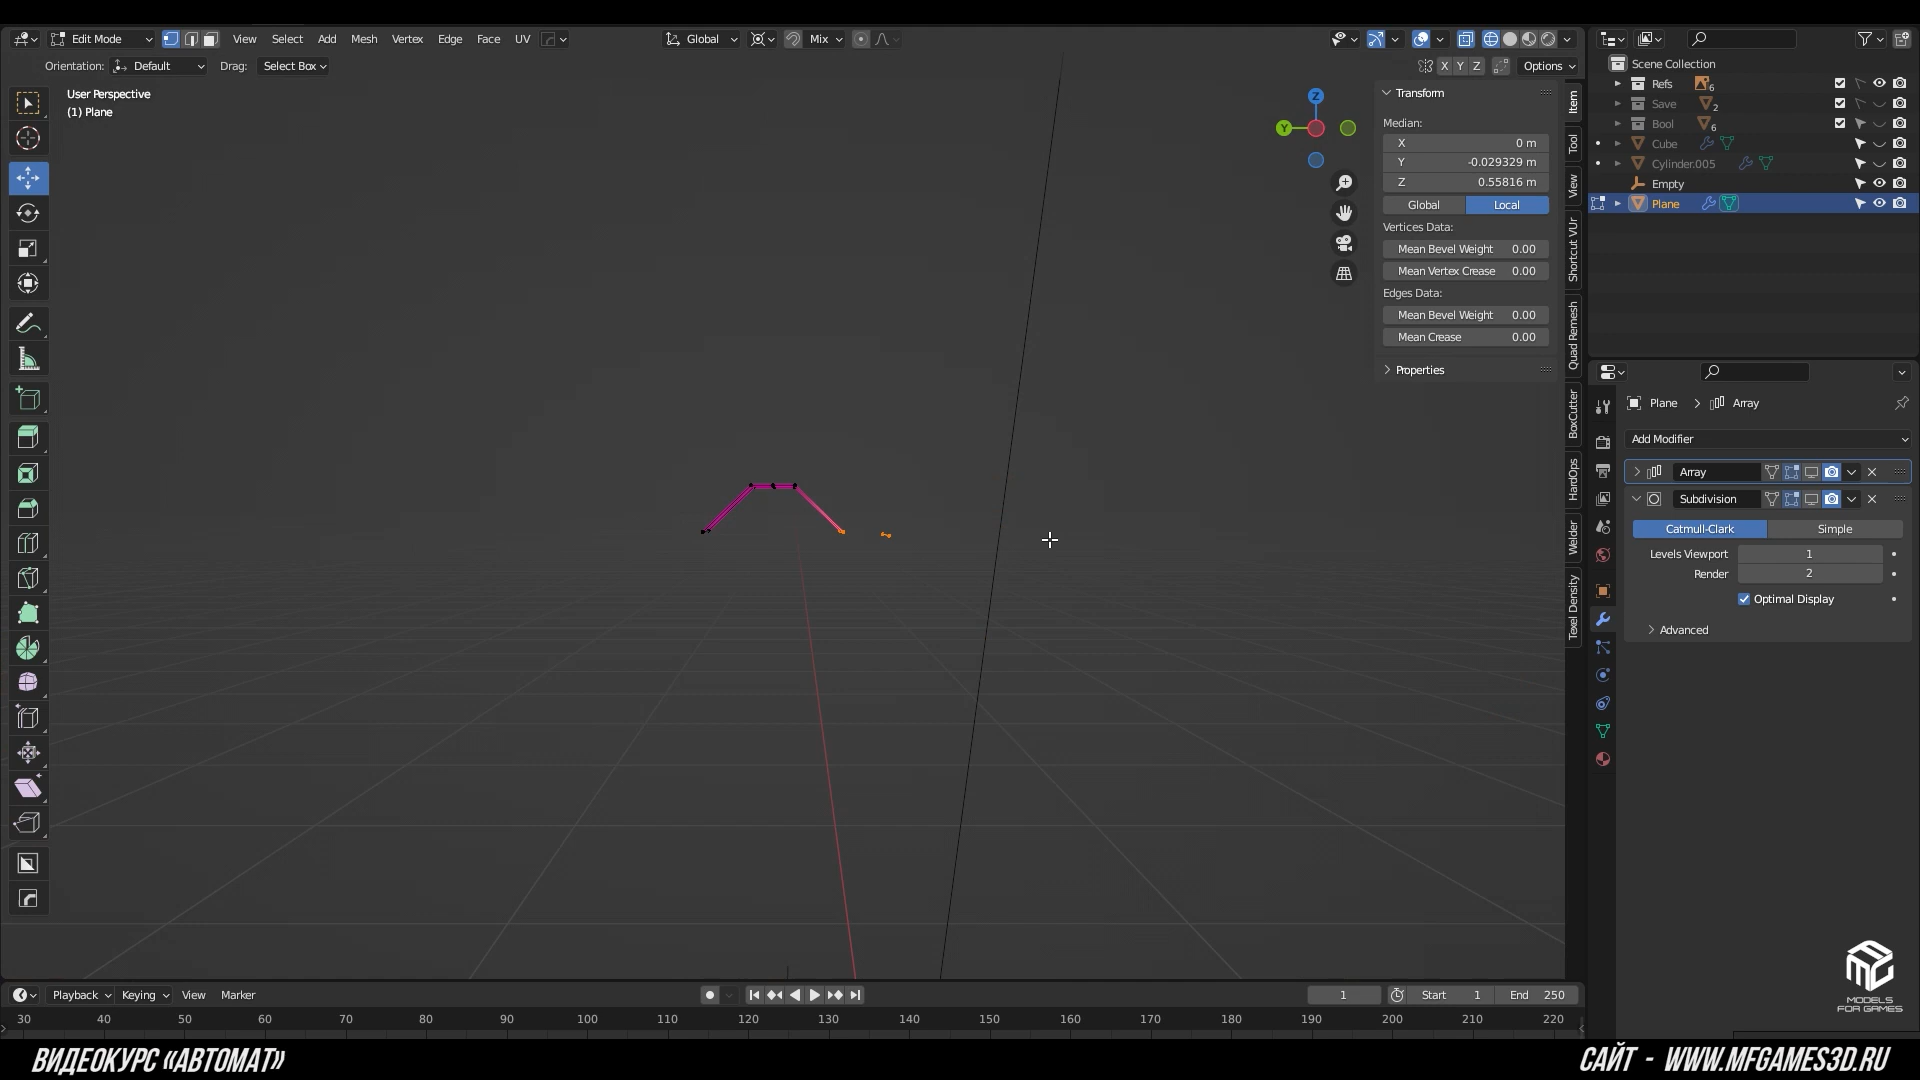 Edit Mode View Select Add Mesh Vertex Edge Face UV Global Mix
Orientation: Default Drag: Select Box X Y Z Options
User Perspective
(1) Plane
Z
Y
Transform
Median:
X 0 m
Y -0.029329 m
Z 0.55816 m
Global Local
Vertices Data:
Mean Bevel Weight 0.00
Mean Vertex Crease 0.00
Edges Data:
Mean Bevel Weight 0.00
Mean Crease 0.00
Properties
Item
Tool
View
Shortcut VUr
Quad Remesh
BoxCutter
HardOps
Welder
Texel Density
Scene Collection
Refs 6
Save 2
Bool 6
Cube
Cylinder.005
Empty
Plane
Plane Array
Add Modifier
Array
Subdivision
Catmull-Clark Simple
Levels Viewport 1
Render 2
Optimal Display
Advanced
Playback Keying View Marker 1 Start 1 End 250
30 40 50 60 70 80 90 100 110 120 130 140 150 160 170 180 190 200 210 220
MODELS
FOR GAMES
ВИДЕОКУРС «АВТОМАТ»
САЙТ - WWW.MFGAMES3D.RU